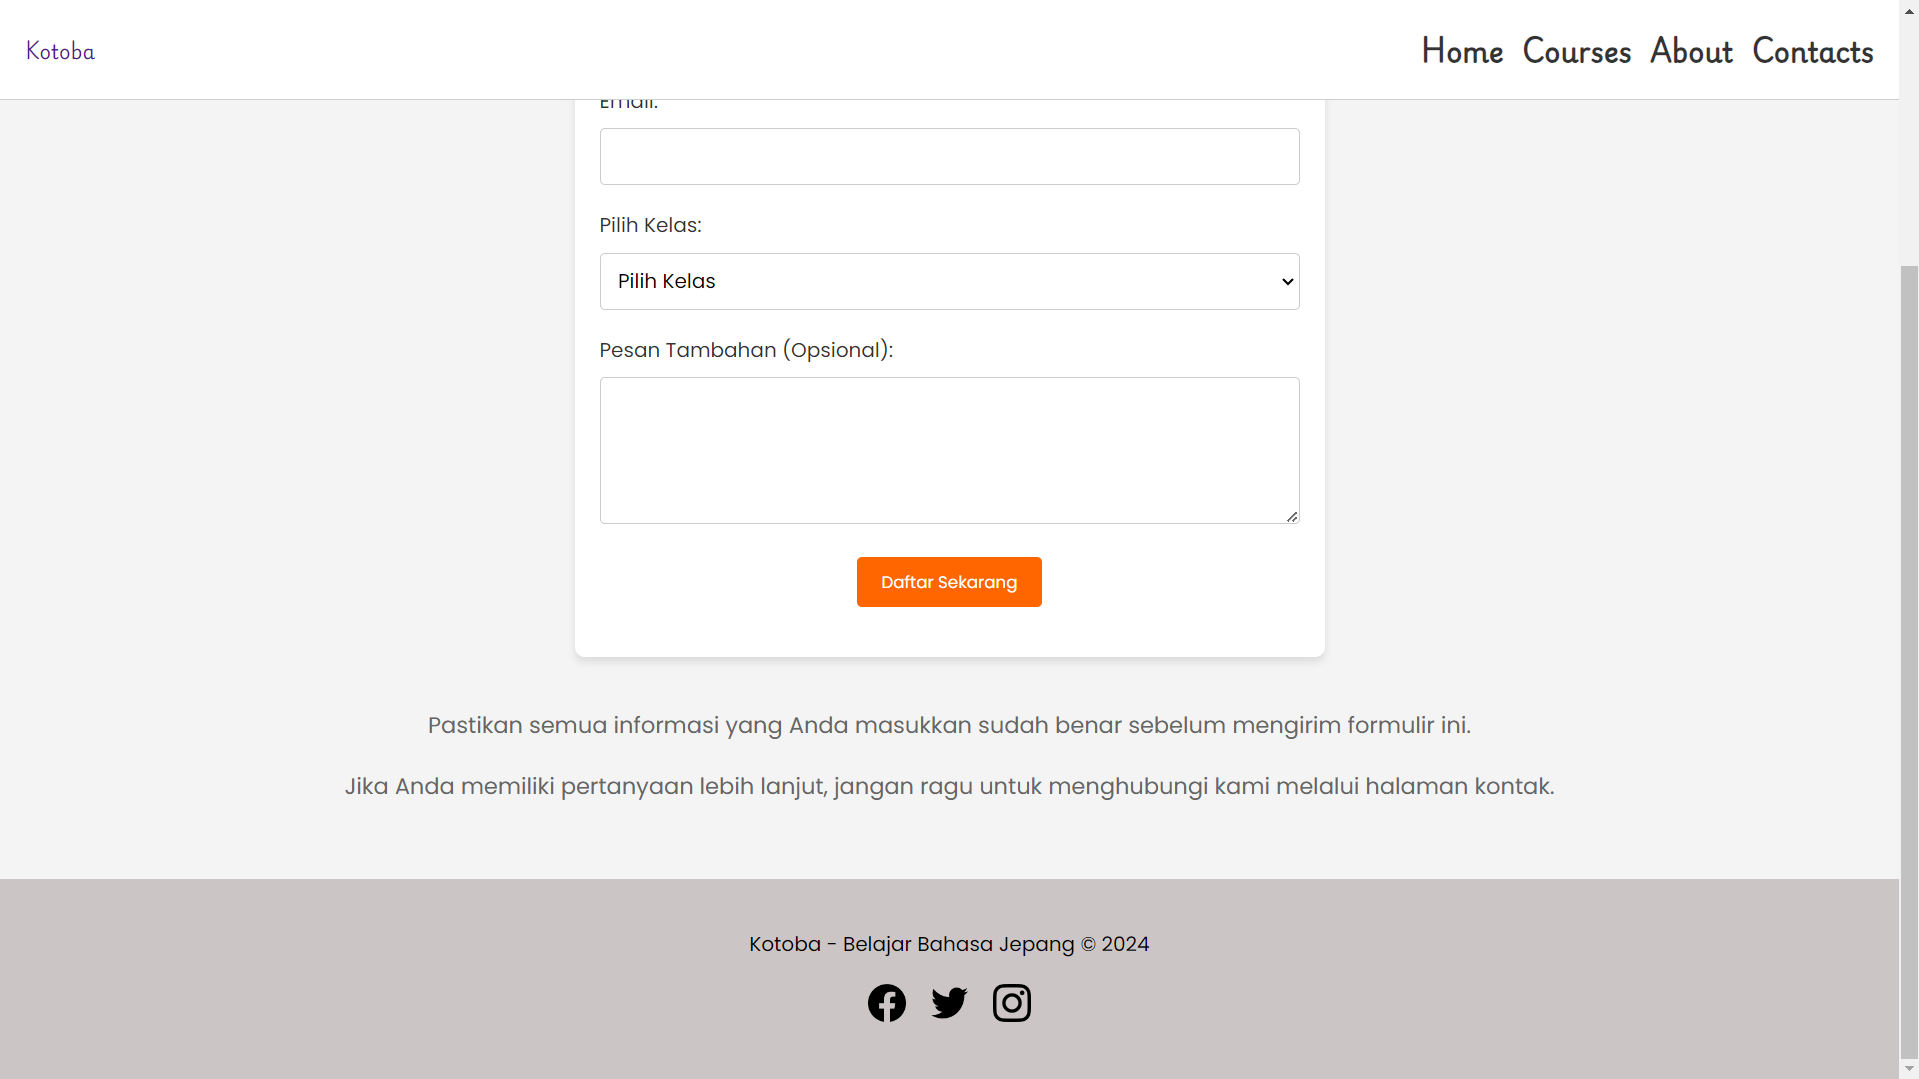 Kotoba
Home Courses About Contacts
Email:
Pilih Kelas:
Pilih Kelas
Pesan Tambahan (Opsional):
Daftar Sekarang
Pastikan semua informasi yang Anda masukkan sudah benar sebelum mengirim formulir ini.
Jika Anda memiliki pertanyaan lebih lanjut, jangan ragu untuk menghubungi kami melalui halaman kontak.
Kotoba - Belajar Bahasa Jepang © 2024